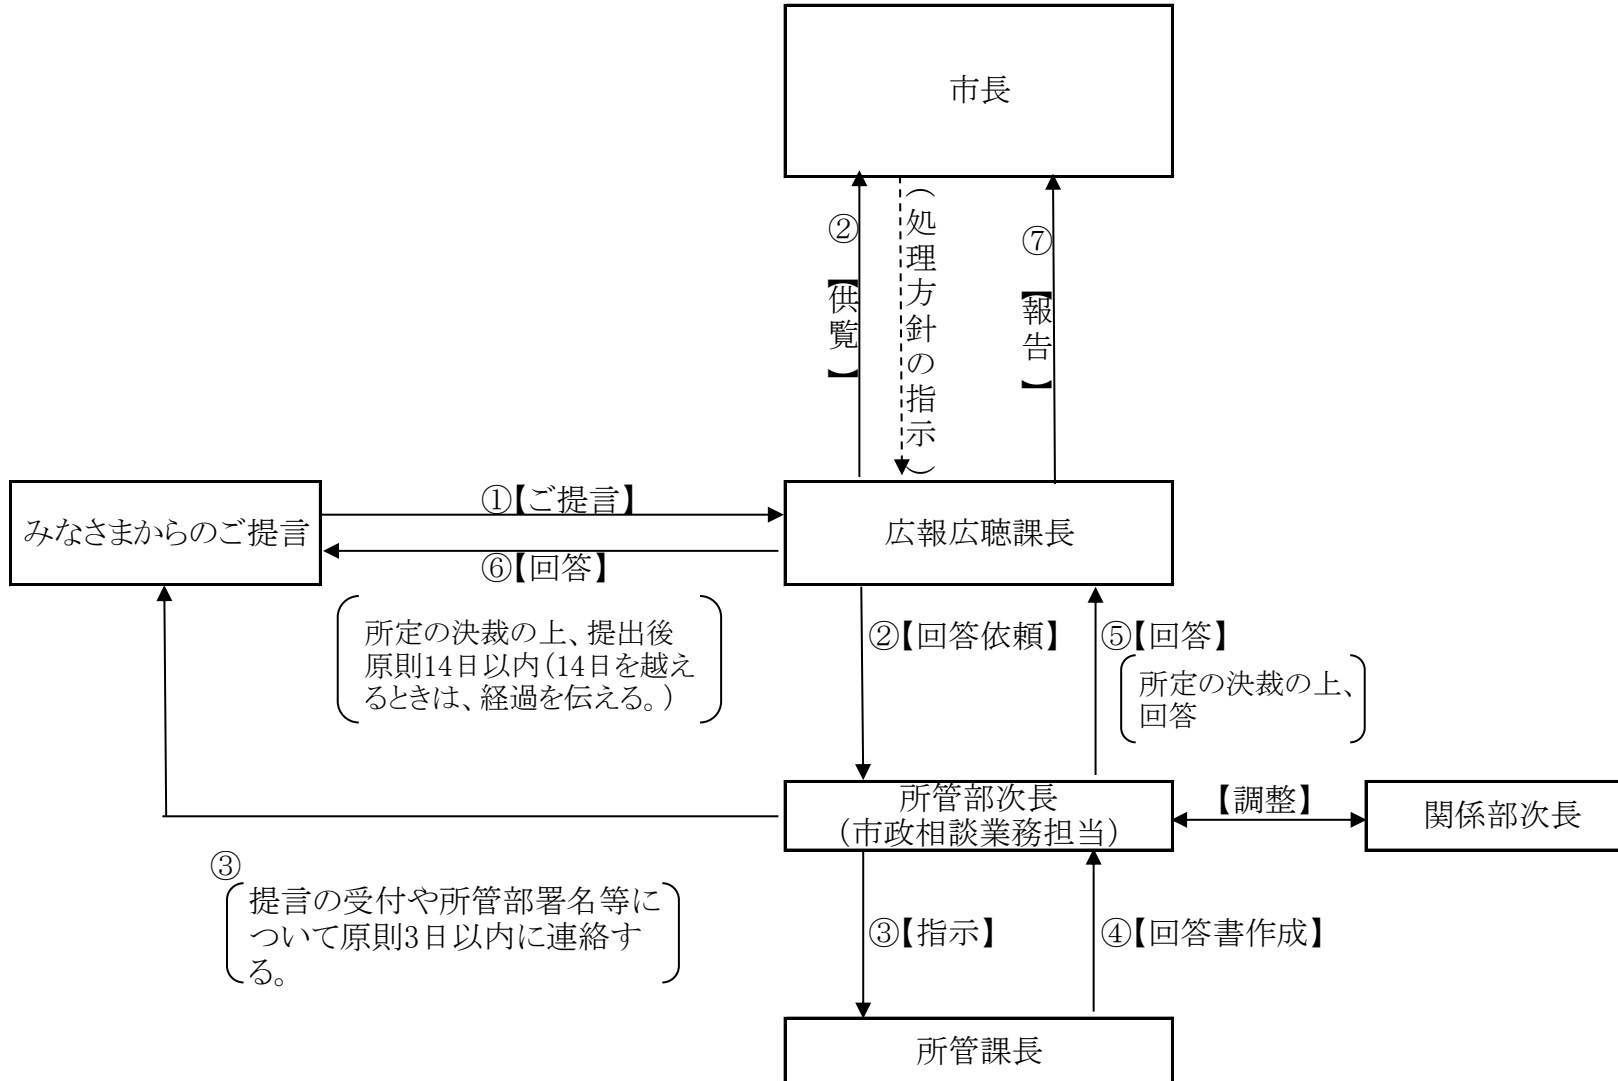 市長
②【供覧】
（処理方針の指示）
⑦【報告】
①【ご提言】
みなさまからのご提言
広報広聴課長
⑥【回答】
所定の決裁の上、提出後
原則14日以内（14日を越え
るときは、経過を伝える。）
②【回答依頼】
⑤【回答】
所定の決裁の上、
回答
所管部次長
（市政相談業務担当）
【調整】
関係部次長
③
提言の受付や所管部署名等に
ついて原則3日以内に連絡す
る。
③【指示】
④【回答書作成】
所管課長